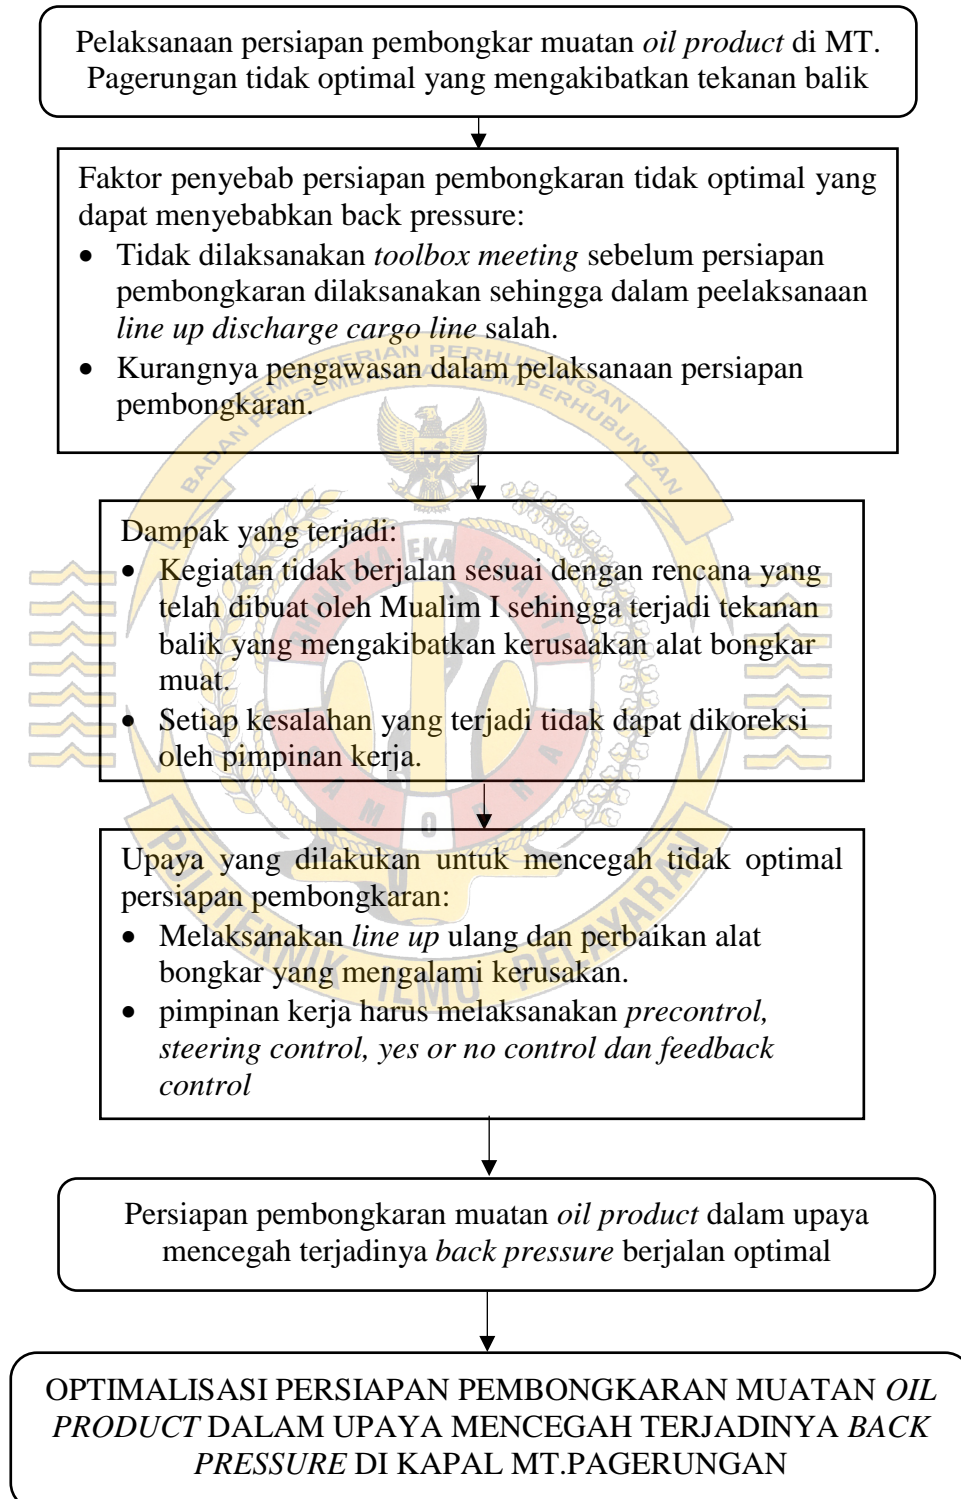 Pelaksanaan persiapan pembongkar muatan oil product di MT.
Pagerungan tidak optimal yang mengakibatkan tekanan balik
Faktor penyebab persiapan pembongkaran tidak optimal yang
dapat menyebabkan back pressure:
• Tidak dilaksanakan toolbox meeting sebelum persiapan
pembongkaran dilaksanakan sehingga dalam peelaksanaan
line up discharge cargo line salah.
• Kurangnya pengawasan dalam pelaksanaan persiapan
pembongkaran.
Dampak yang terjadi:
• Kegiatan tidak berjalan sesuai dengan rencana yang
telah dibuat oleh Mualim I sehingga terjadi tekanan
balik yang mengakibatkan kerusaakan alat bongkar
muat.
• Setiap kesalahan yang terjadi tidak dapat dikoreksi
oleh pimpinan kerja.
Upaya yang dilakukan untuk mencegah tidak optimal
persiapan pembongkaran:
• Melaksanakan line up ulang dan perbaikan alat
bongkar yang mengalami kerusakan.
• pimpinan kerja harus melaksanakan precontrol,
steering control, yes or no control dan feedback
control
Persiapan pembongkaran muatan oil product dalam upaya
mencegah terjadinya back pressure berjalan optimal
OPTIMALISASI PERSIAPAN PEMBONGKARAN MUATAN OIL
PRODUCT DALAM UPAYA MENCEGAH TERJADINYA BACK
PRESSURE DI KAPAL MT.PAGERUNGAN
POLITEKNIK ILMU PELAYARAN